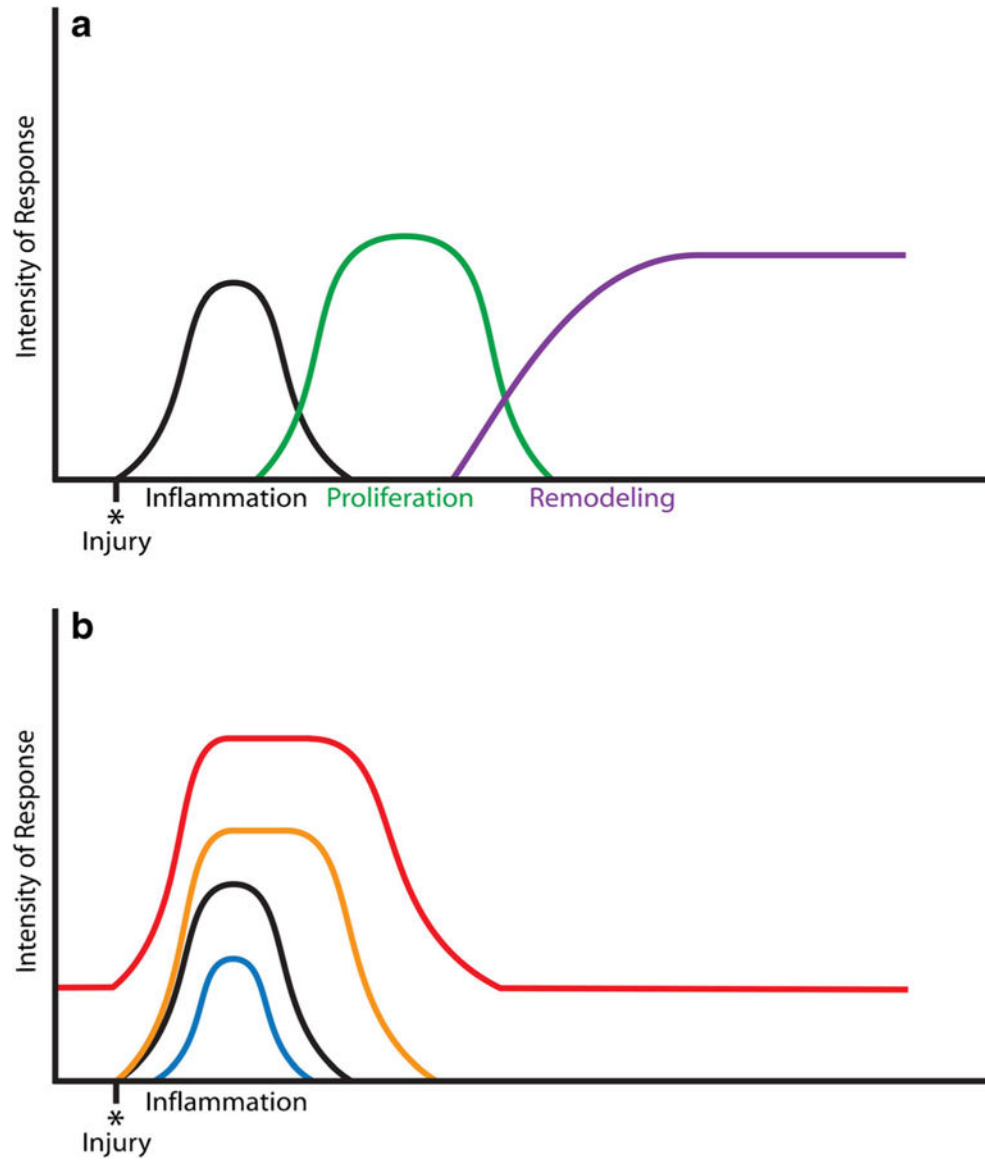 a
Intensity of Response
Inflammation Proliferation Remodeling
*
Injury
b
Intensity of Response
Inflammation
*
Injury